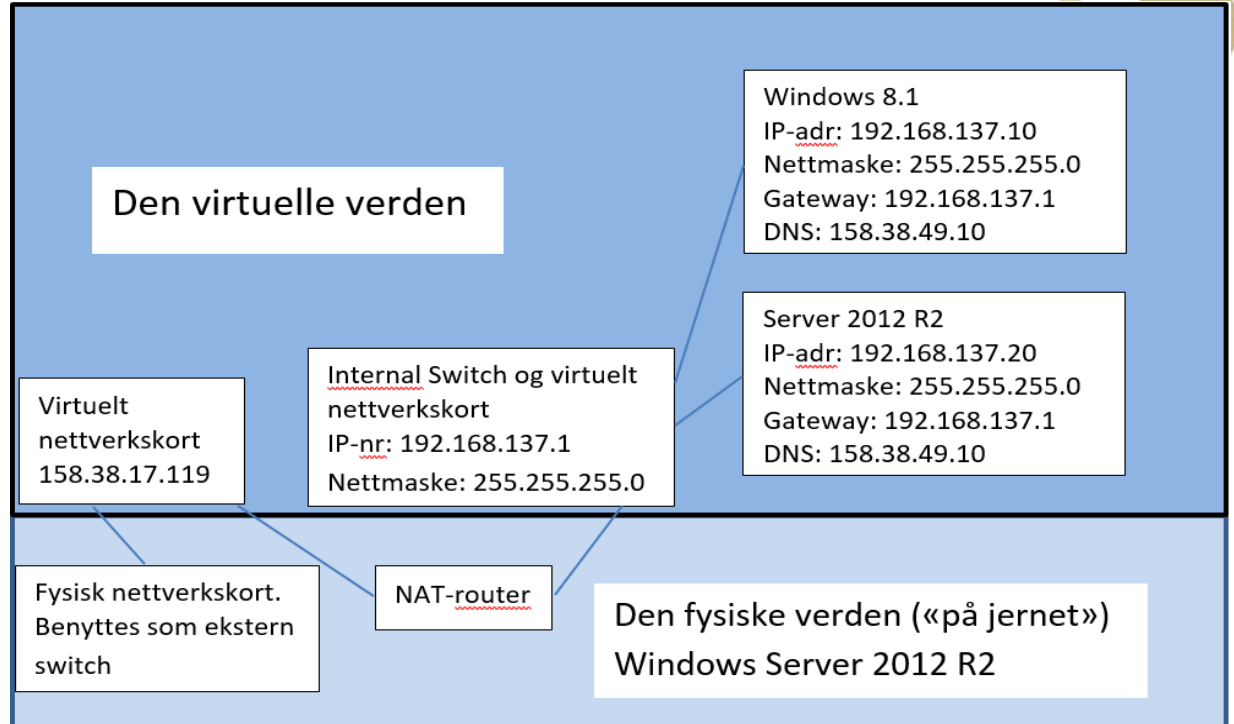 Windows 8.1
IP-adr: 192.168.137.10
Nettmaske: 255.255.255.0
Gateway: 192.168.137.1
DNS: 158.38.49.10
Den virtuelle verden
Server 2012 R2
IP-adr: 192.168.137.20
Nettmaske: 255.255.255.0
Gateway: 192.168.137.1
DNS: 158.38.49.10
Internal Switch og virtuelt
nettverkskort
IP-nr: 192.168.137.1
Nettmaske: 255.255.255.0
Virtuelt
nettverkskort
158.38.17.119
Fysisk nettverkskort.
Benyttes som ekstern
switch
NAT-router
Den fysiske verden («på jernet»)
Windows Server 2012 R2